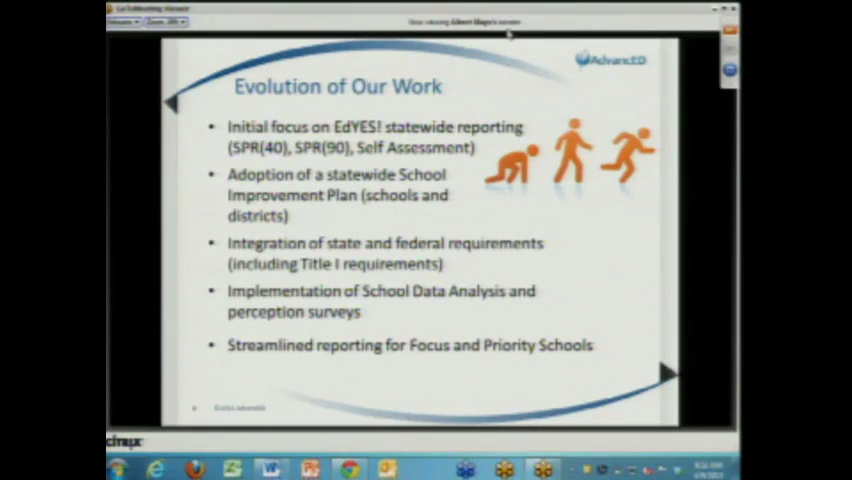 GoToMeeting Viewer
AdvancED
Evolution of Our Work
• Initial focus on EdYES! statewide reporting
(SPR(40), SPR(90), Self Assessment)
• Adoption of a statewide School
Improvement Plan (schools and
districts)
• Integration of state and federal requirements
(including Title I requirements)
• Implementation of School Data Analysis and
perception surveys
• Streamlined reporting for Focus and Priority Schools
citrix